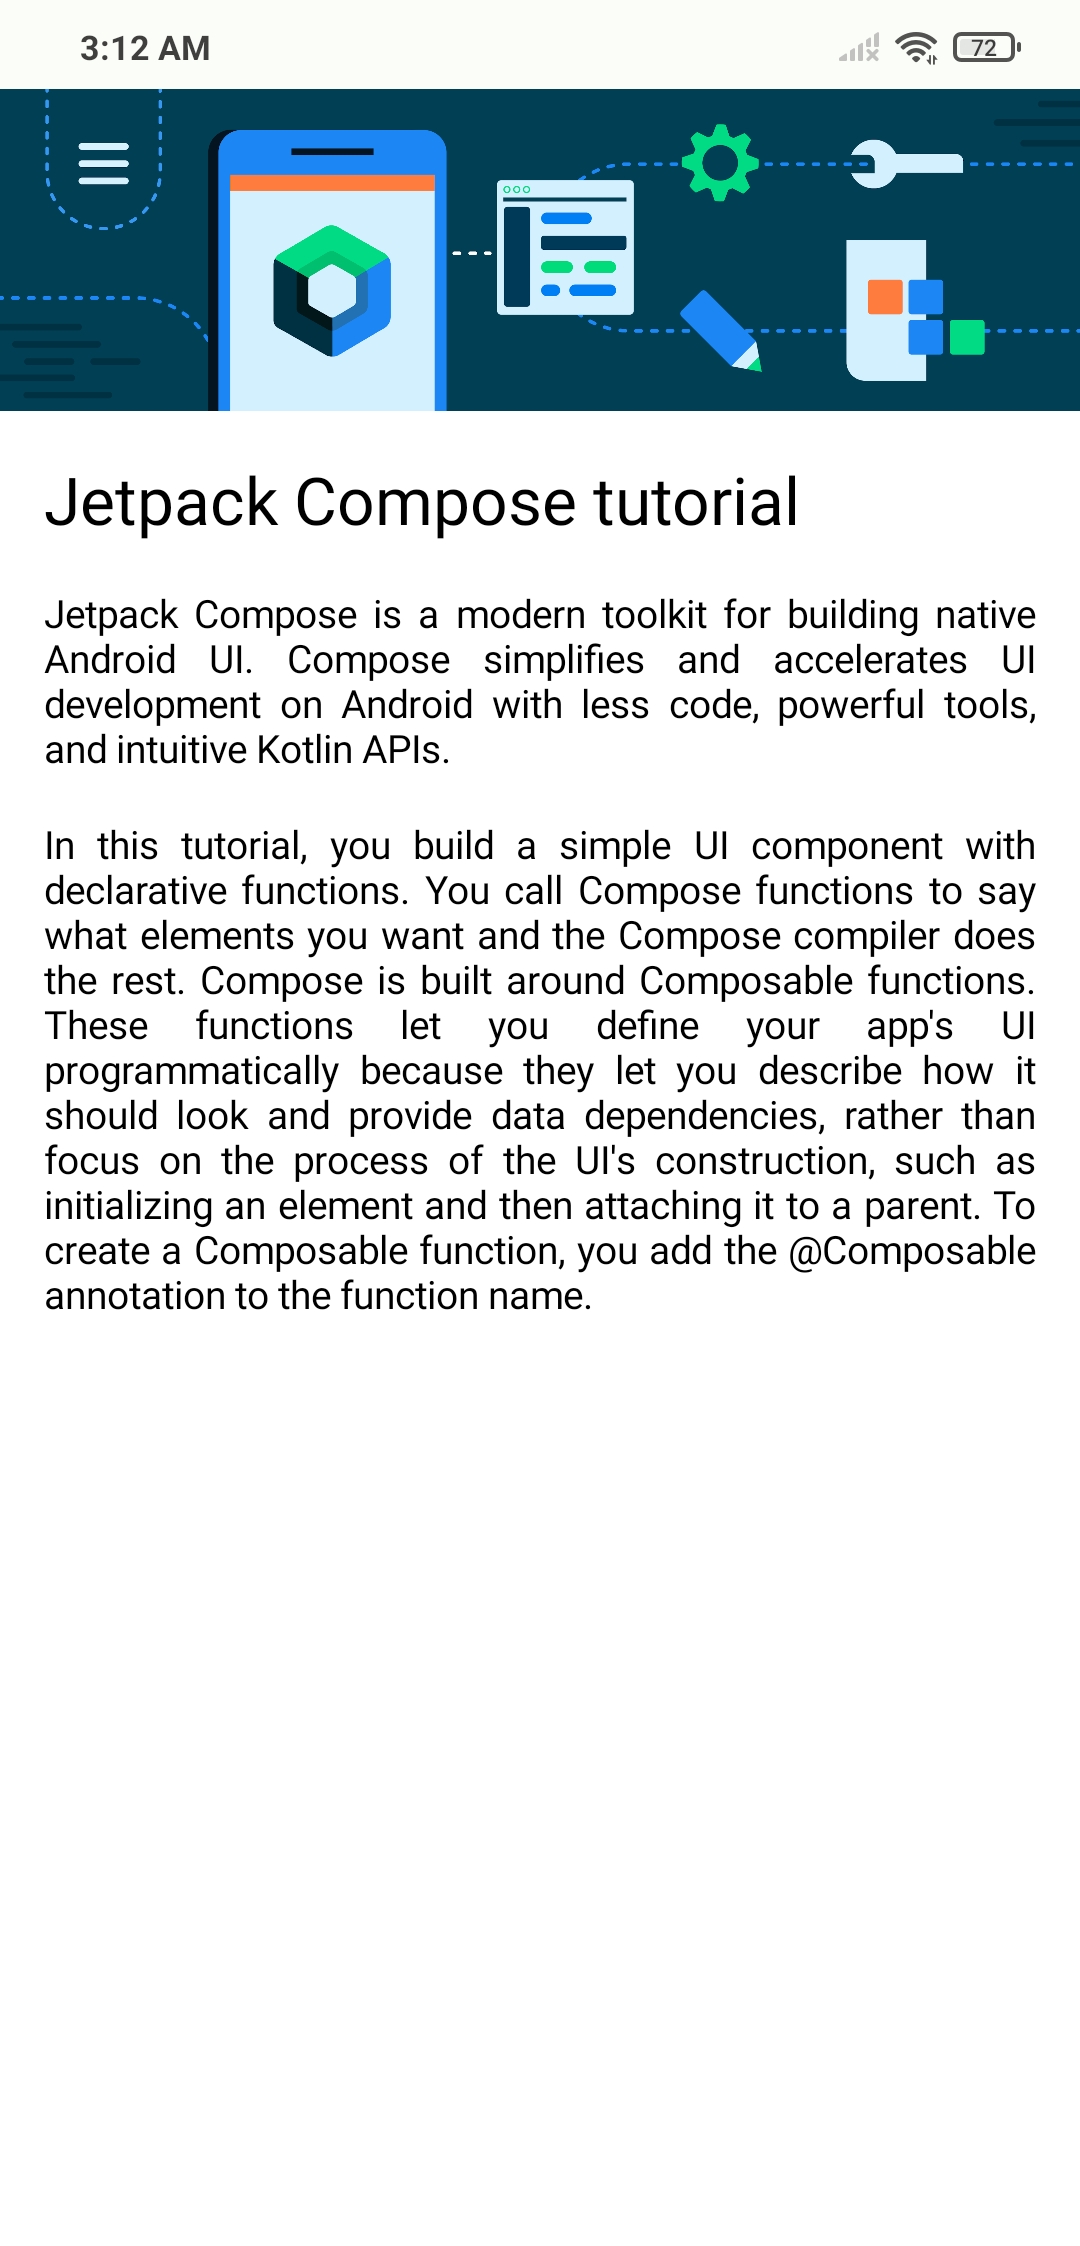 3:12 AM
72
Jetpack Compose tutorial
Jetpack Compose is a modern toolkit for building native
Android UI. Compose simplifies and accelerates UI
development on Android with less code, powerful tools,
and intuitive Kotlin APIs.
In this tutorial, you build a simple UI component with
declarative functions. You call Compose functions to say
what elements you want and the Compose compiler does
the rest. Compose is built around Composable functions.
These functions let you define your app's UI
programmatically because they let you describe how it
should look and provide data dependencies, rather than
focus on the process of the UI's construction, such as
initializing an element and then attaching it to a parent. To
create a Composable function, you add the @Composable
annotation to the function name.